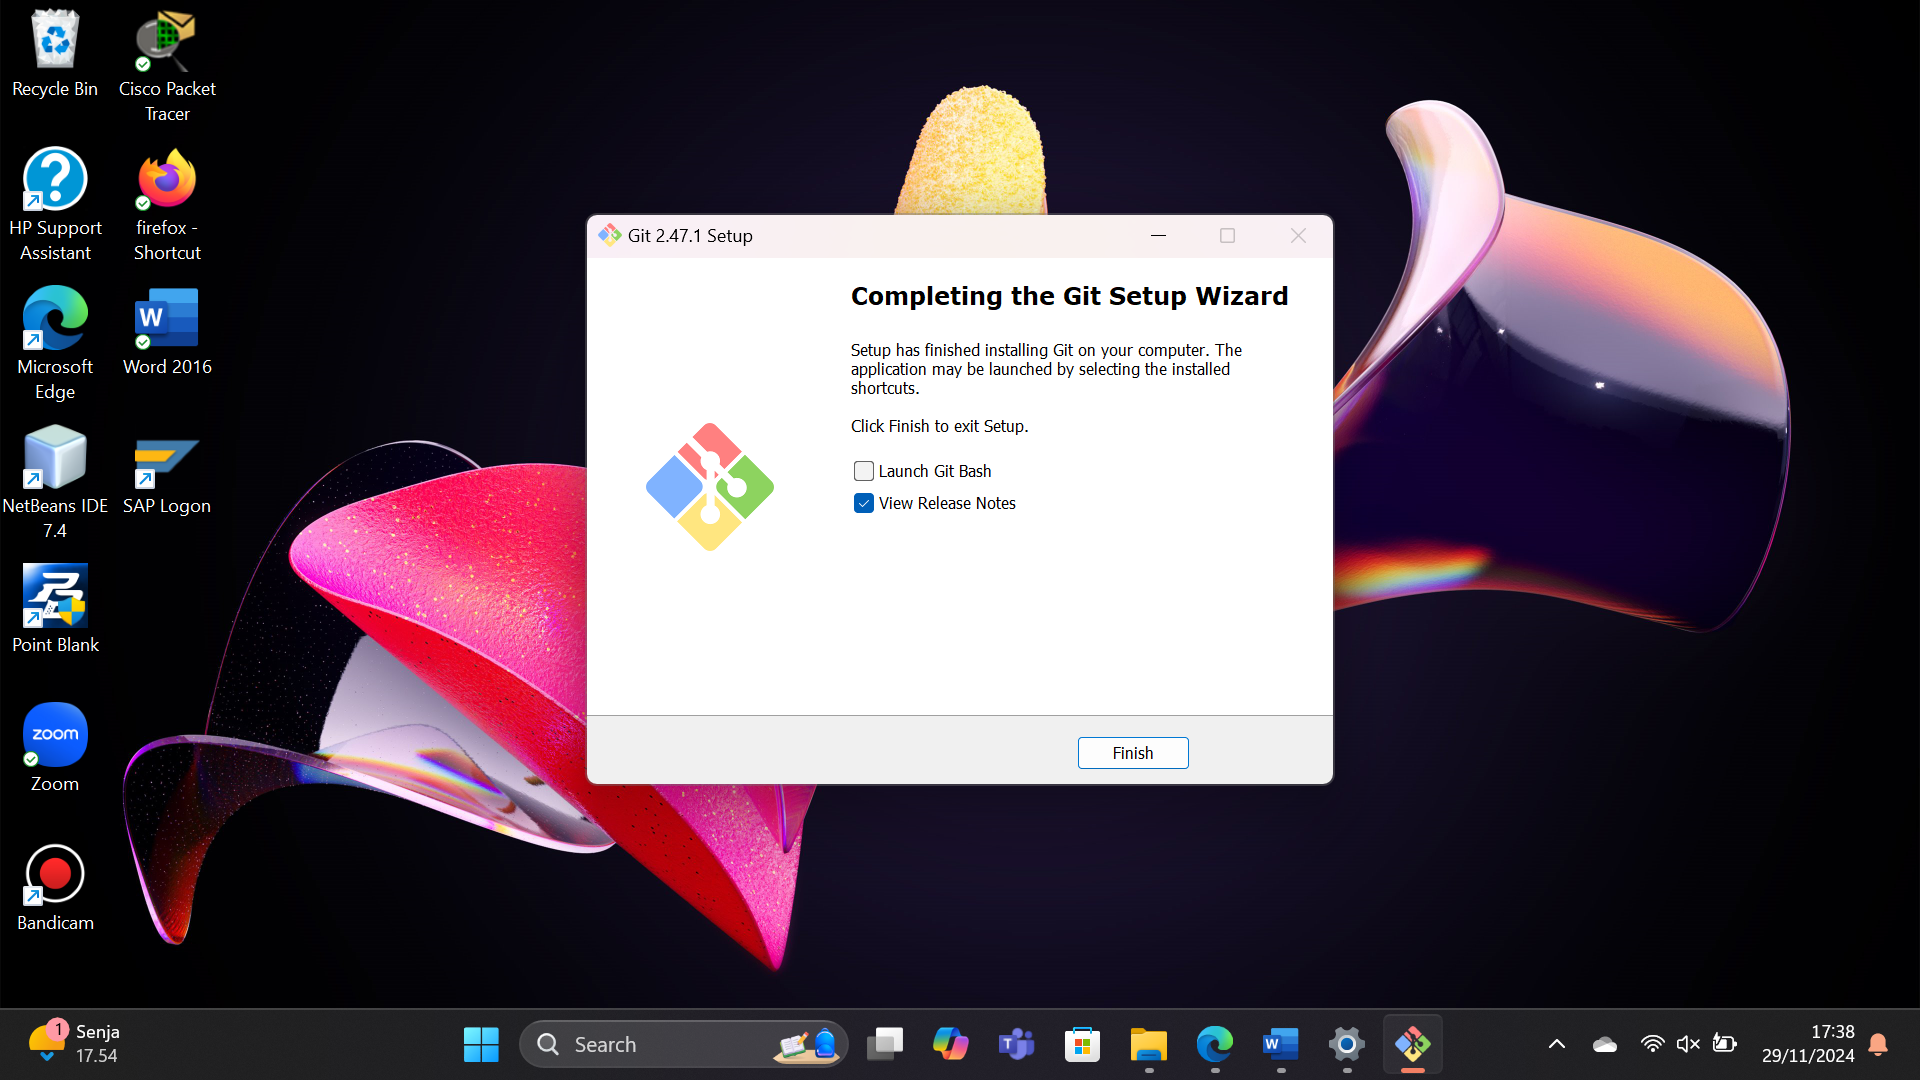 Recycle Bin
Cisco Packet
Tracer
HP Support
Assistant
firefox -
Shortcut
Microsoft
Edge
W
Word 2016
NetBeans IDE
7.4
SAP Logon
Point Blank
zoom
Zoom
Bandicam
Git 2.47.1 Setup
Completing the Git Setup Wizard
Setup has finished installing Git on your computer. The
application may be launched by selecting the installed
shortcuts.
Click Finish to exit Setup.
Launch Git Bash
View Release Notes
Finish
1
Senja
17.54
Search
T
W
17:38
29/11/2024